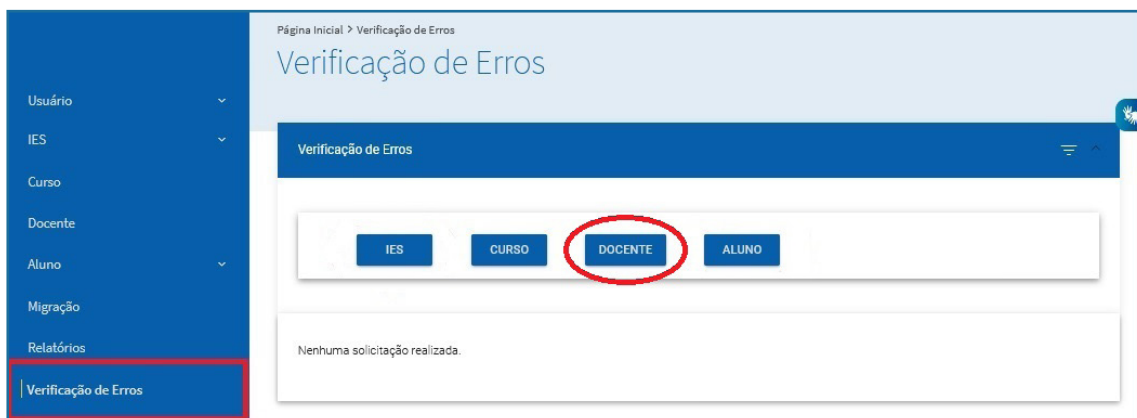 Página Inicial > Verificação de Erros
Verificação de Erros
Usuário
IES
Curso
Docente
Aluno
Migração
Relatórios
Verificação de Erros
Verificação de Erros
IES CURSO DOCENTE ALUNO
Nenhuma solicitação realizada.